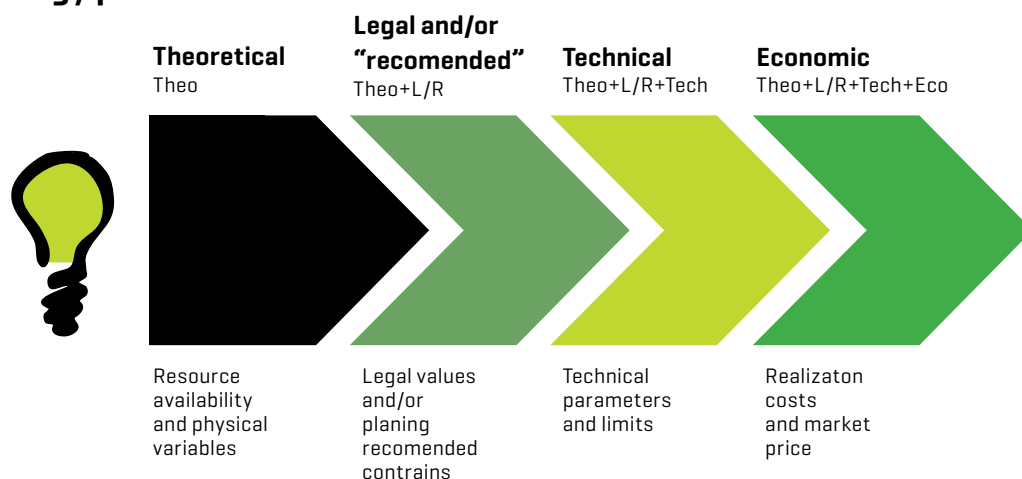 Theoretical
Theo
Legal and/or
“recomended”
Theo+L/R
Technical
Theo+L/R+Tech
Economic
Theo+L/R+Tech+Eco
Resource
availability
and physical
variables
Legal values
and/or
planing
recomended
contrains
Technical
parameters
and limits
Realizaton
costs
and market
price